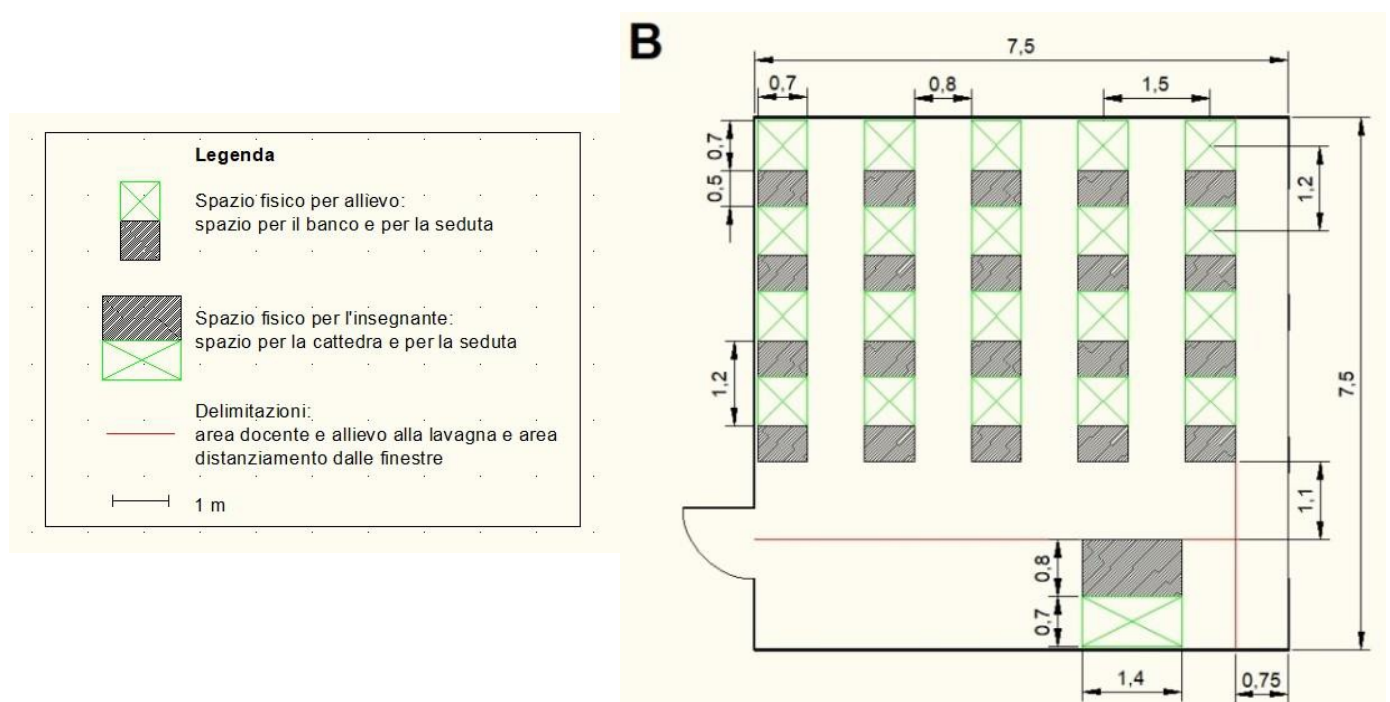 Legenda
Spazio fisico per allievo:
spazio per il banco e per la seduta
Spazio fisico per l'insegnante:
spazio per la cattedra e per la seduta
Delimitazioni:
area docente e allievo alla lavagna e area
distanziamento dalle finestre
1 m
B
7,5
0,7
0,8
1,5
0,7
0,5
1,2
1,2
7,5
1,1
0,8
0,7
1,4
0,75